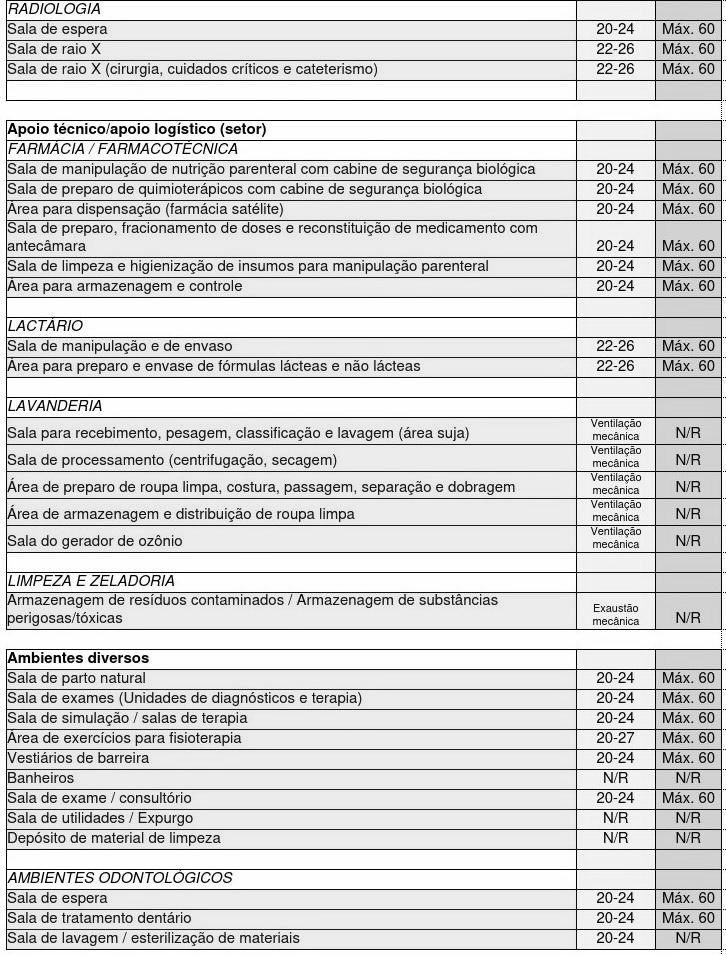 RADIOLOGIA
Sala de espera 20-24 Máx. 60
Sala de raio X 22-26 Máx. 60
Sala de raio X (cirurgia, cuidados críticos e cateterismo) 22-26 Máx. 60
Apoio técnico/apoio logístico (setor)
FARMÁCIA / FARMACOTÉCNICA
Sala de manipulação de nutrição parenteral com cabine de segurança biológica 20-24 Máx. 60
Sala de preparo de quimioterápicos com cabine de segurança biológica 20-24 Máx. 60
Área para dispensação (farmácia satélite) 20-24 Máx. 60
Sala de preparo, fracionamento de doses e reconstituição de medicamento com
antecâmara 20-24 Máx. 60
Sala de limpeza e higienização de insumos para manipulação parenteral 20-24 Máx. 60
Área para armazenagem e controle 20-24 Máx. 60
LACTÁRIO
Sala de manipulação e de envaso 22-26 Máx. 60
Área para preparo e envase de fórmulas lácteas e não lácteas 22-26 Máx. 60
LAVANDERIA
Sala para recebimento, pesagem, classificação e lavagem (área suja) Ventilação mecânica N/R
Sala de processamento (centrifugação, secagem) Ventilação mecânica N/R
Área de preparo de roupa limpa, costura, passagem, separação e dobragem Ventilação mecânica N/R
Área de armazenagem e distribuição de roupa limpa Ventilação mecânica N/R
Sala do gerador de ozônio Ventilação mecânica N/R
LIMPEZA E ZELADORIA
Armazenagem de resíduos contaminados / Armazenagem de substâncias
perigosas/tóxicas Exaustão mecânica N/R
Ambientes diversos
Sala de parto natural 20-24 Máx. 60
Sala de exames (Unidades de diagnósticos e terapia) 20-24 Máx. 60
Sala de simulação / salas de terapia 20-24 Máx. 60
Área de exercícios para fisioterapia 20-27 Máx. 60
Vestiários de barreira 20-24 Máx. 60
Banheiros N/R N/R
Sala de exame / consultório 20-24 Máx. 60
Sala de utilidades / Expurgo N/R N/R
Depósito de material de limpeza N/R N/R
AMBIENTES ODONTOLÓGICOS
Sala de espera 20-24 Máx. 60
Sala de tratamento dentário 20-24 Máx. 60
Sala de lavagem / esterilização de materiais 20-24 N/R